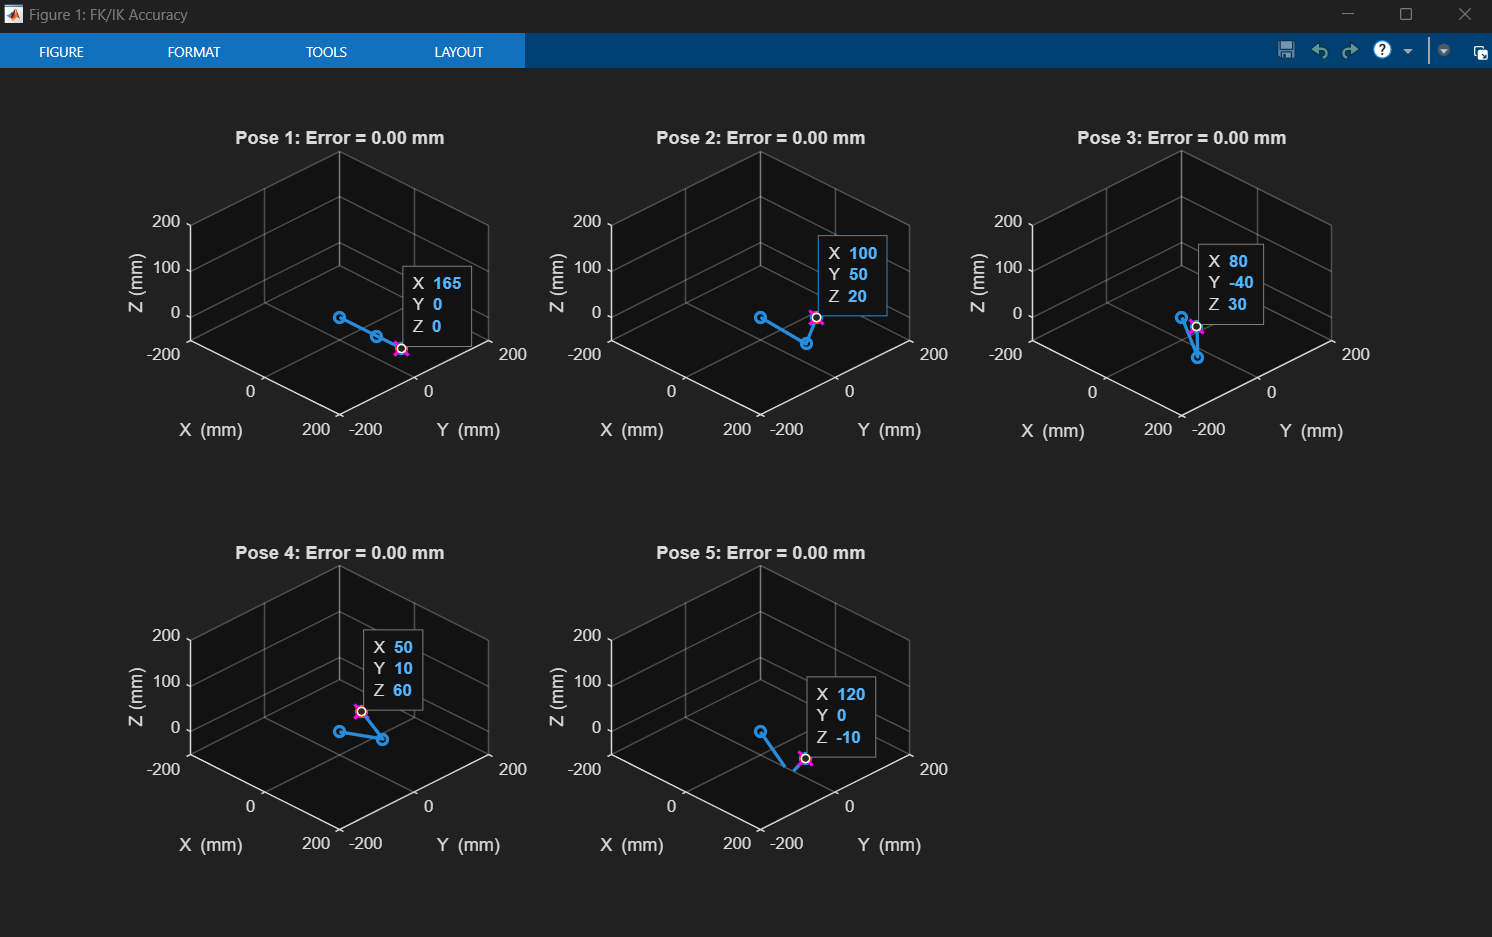 Figure 1: FK/IK Accuracy
FIGURE FORMAT TOOLS LAYOUT
?
Pose 1: Error = 0.00 mm
Z (mm)
200
100
0
-200
0
200
X (mm)
-200
0
200
Y (mm)
X 165
Y 0
Z 0
Pose 2: Error = 0.00 mm
Z (mm)
200
100
0
-200
0
200
X (mm)
-200
0
200
Y (mm)
X 100
Y 50
Z 20
Pose 3: Error = 0.00 mm
Z (mm)
200
100
0
-200
0
200
X (mm)
-200
0
200
Y (mm)
X 80
Y -40
Z 30
Pose 4: Error = 0.00 mm
Z (mm)
200
100
0
-200
0
200
X (mm)
-200
0
200
Y (mm)
X 50
Y 10
Z 60
Pose 5: Error = 0.00 mm
Z (mm)
200
100
0
-200
0
200
X (mm)
-200
0
200
Y (mm)
X 120
Y 0
Z -10